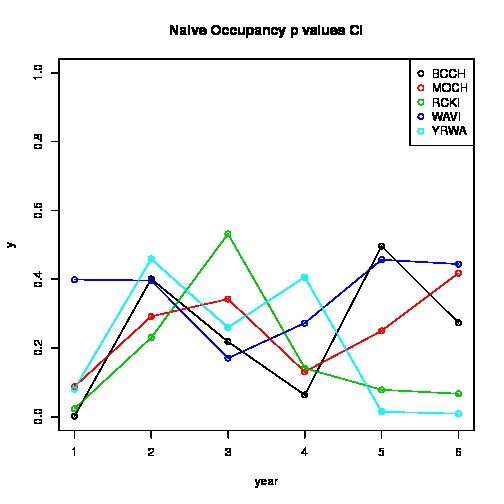 Naive Occupancy p values CI
BCCH
MOCH
RCKI
WAVI
YRWA
y
1.0
0.8
0.6
0.4
0.2
0.0
1 2 3 4 5 6
year